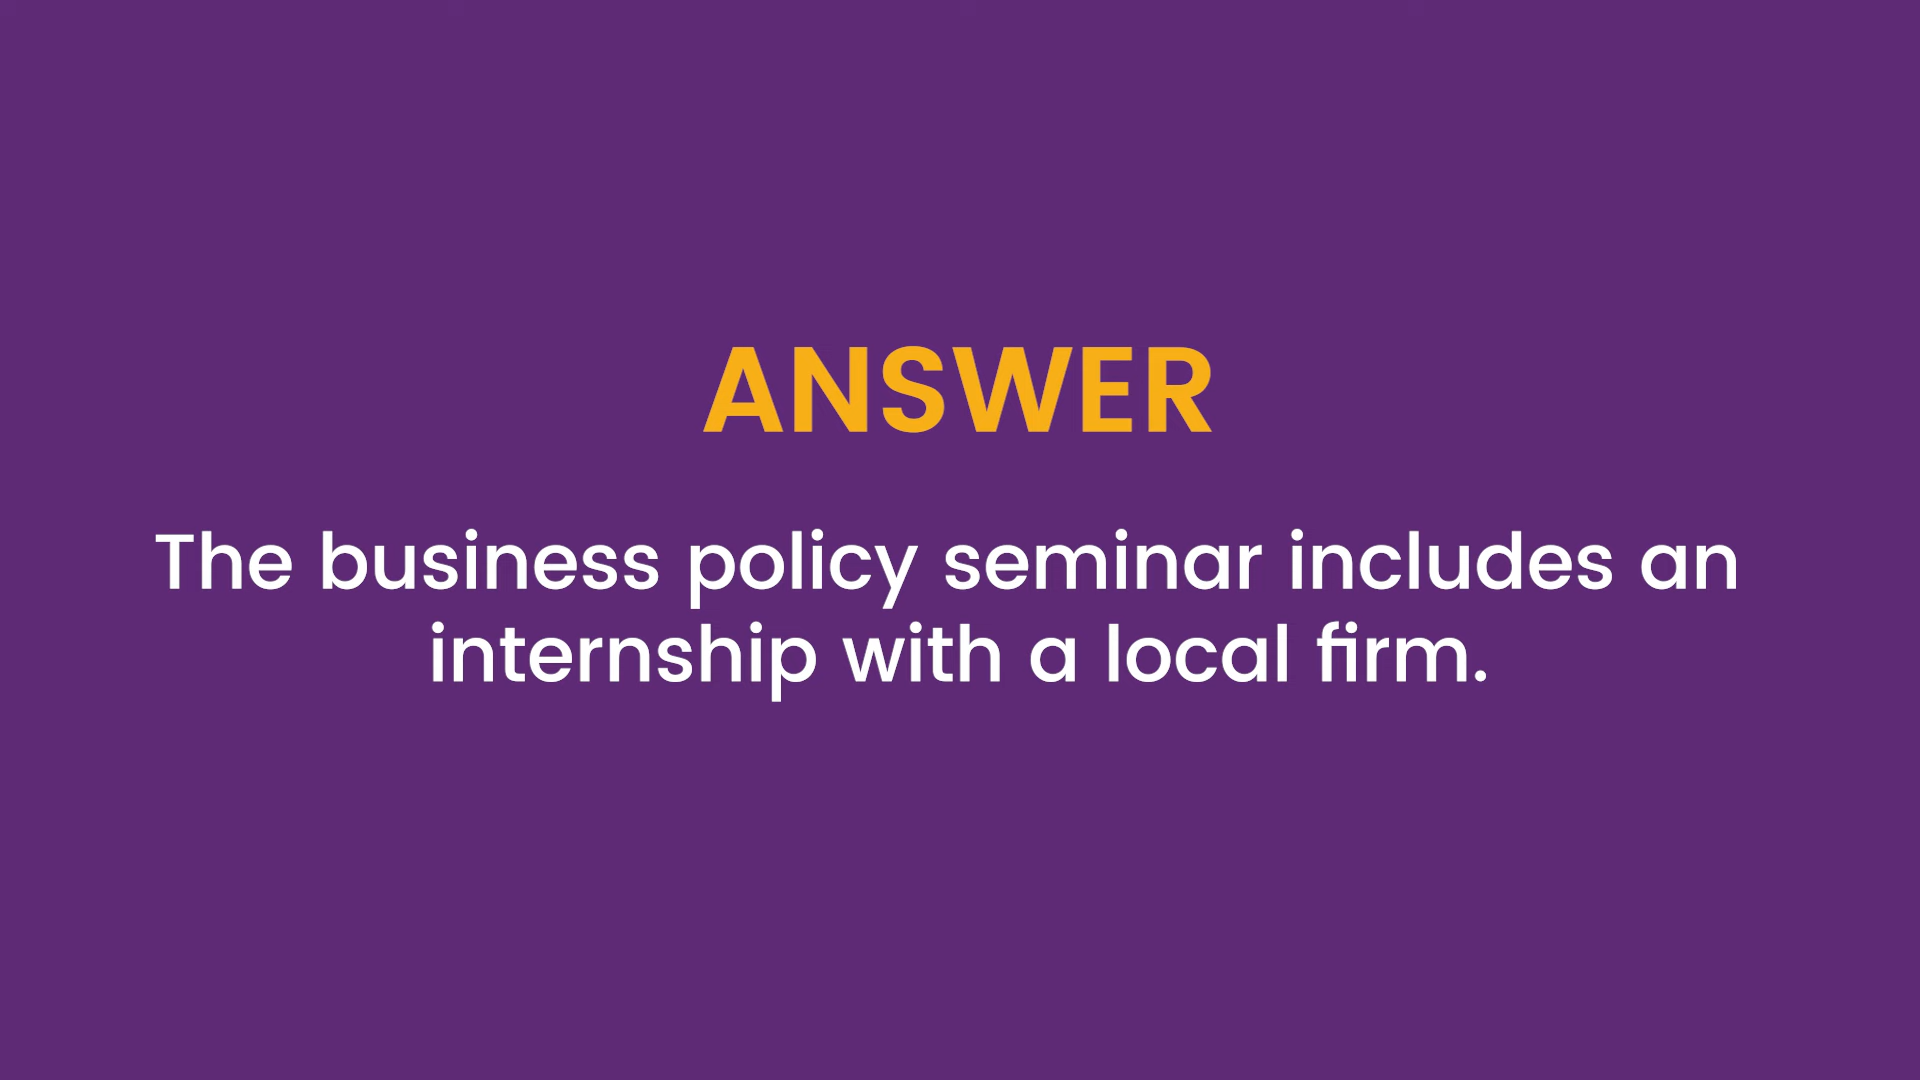 ANSWER
The business policy seminar includes an
internship with a local firm.